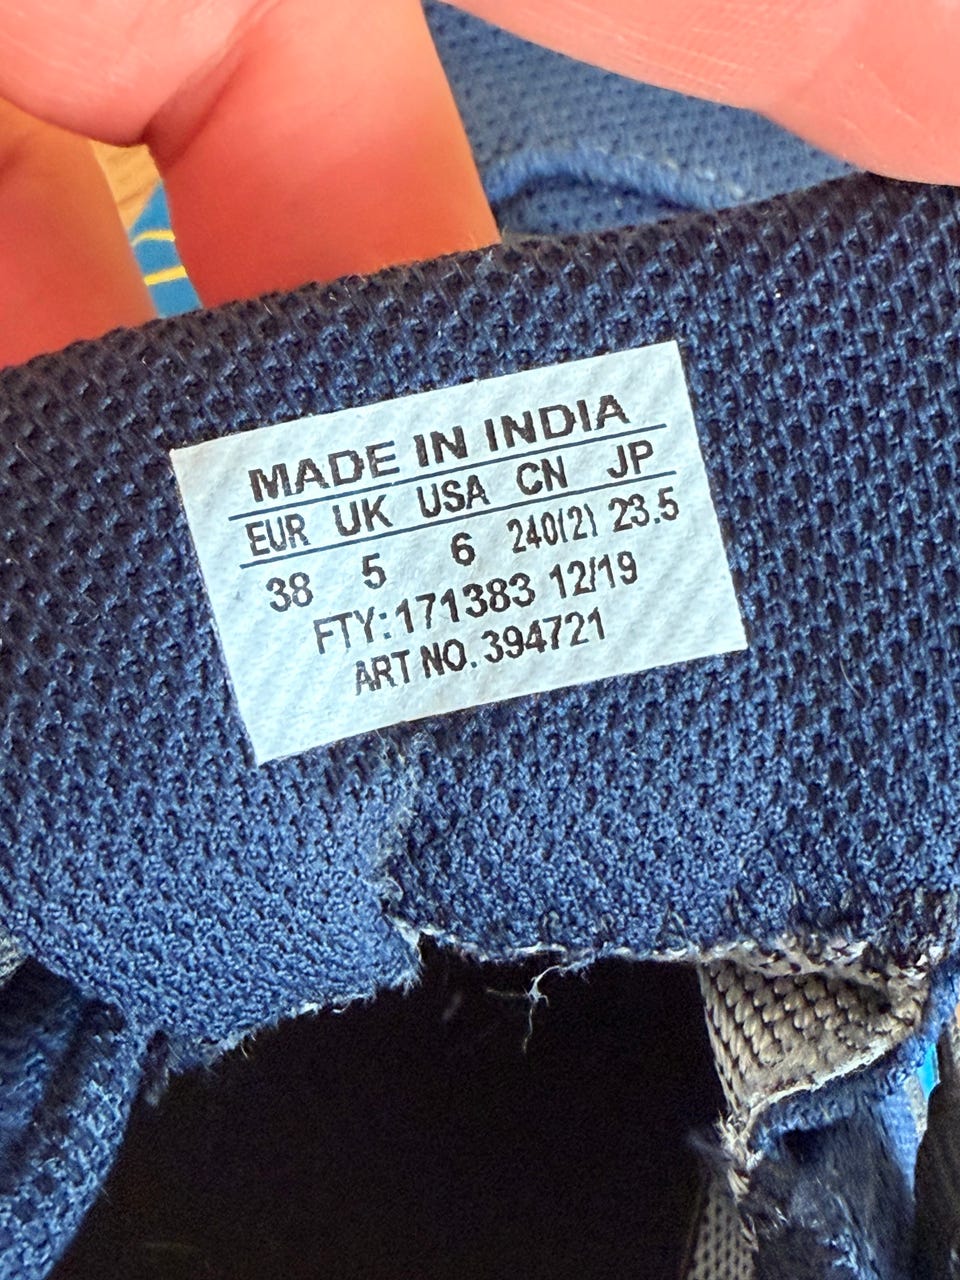 MADE IN INDIA
EUR UK USA CN JP
38 5 6 240(2) 23.5
FTY: 171383 12/19
ART NO. 394721